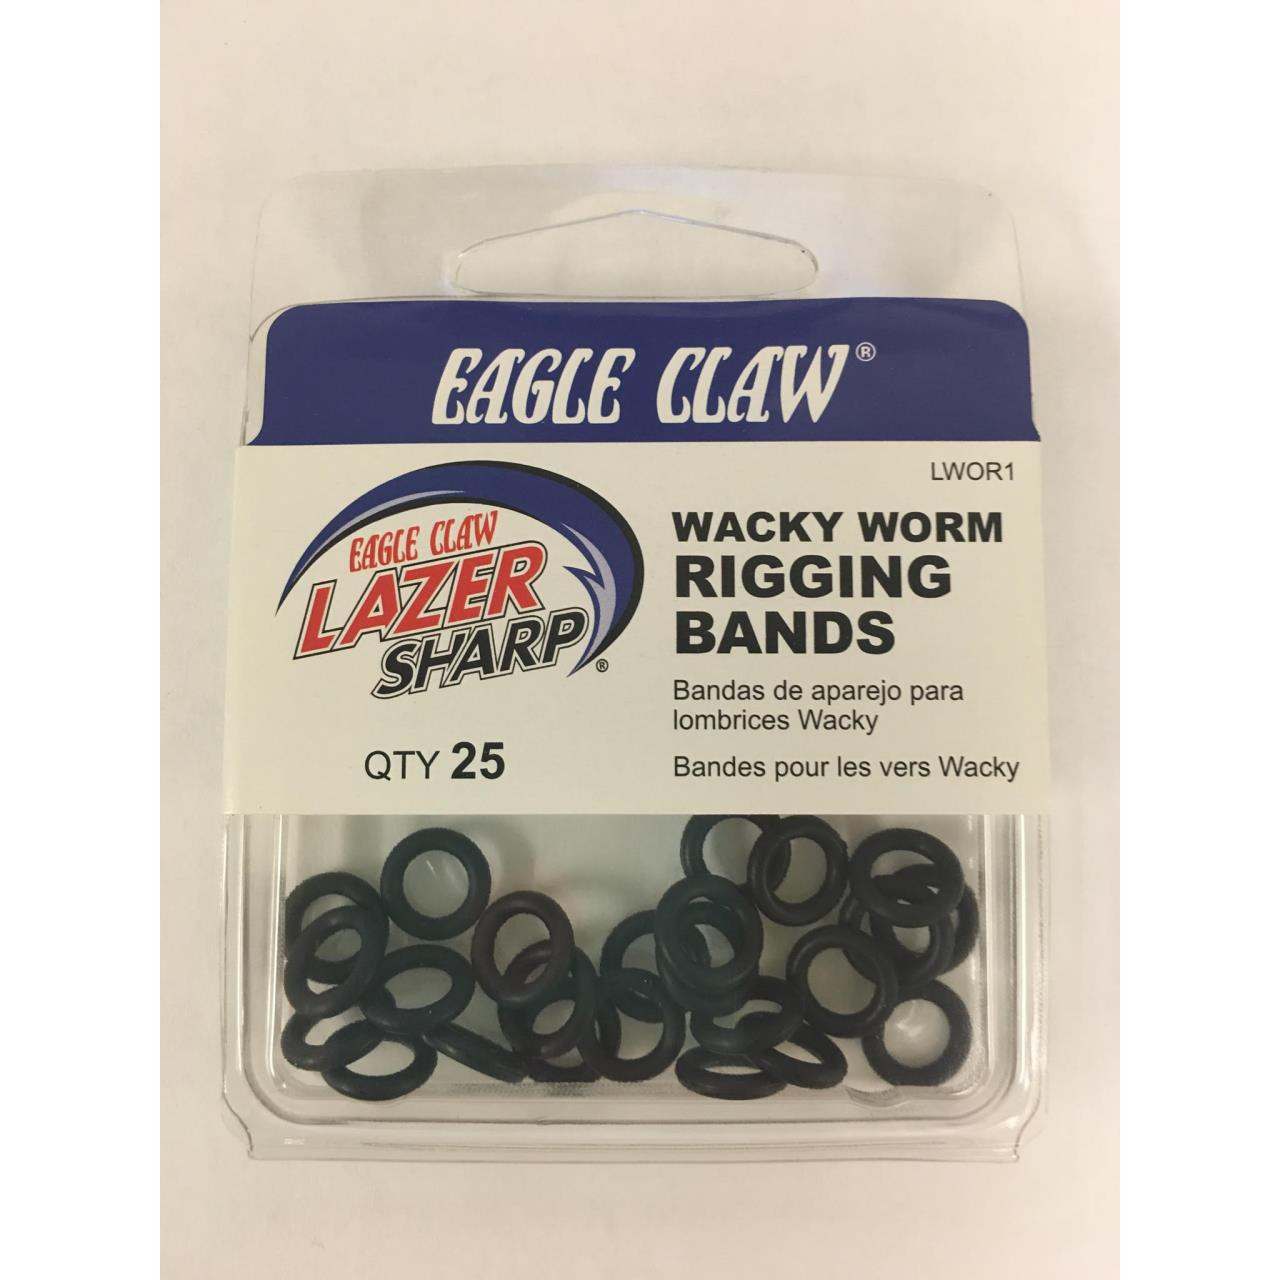 EAGLE CLAW®
LWOR1
EAGLE CLAW
LAZER
SHARP®
WACKY WORM
RIGGING
BANDS
Bandas de aparejo para
lombrices Wacky
Bandes pour les vers Wacky
QTY 25